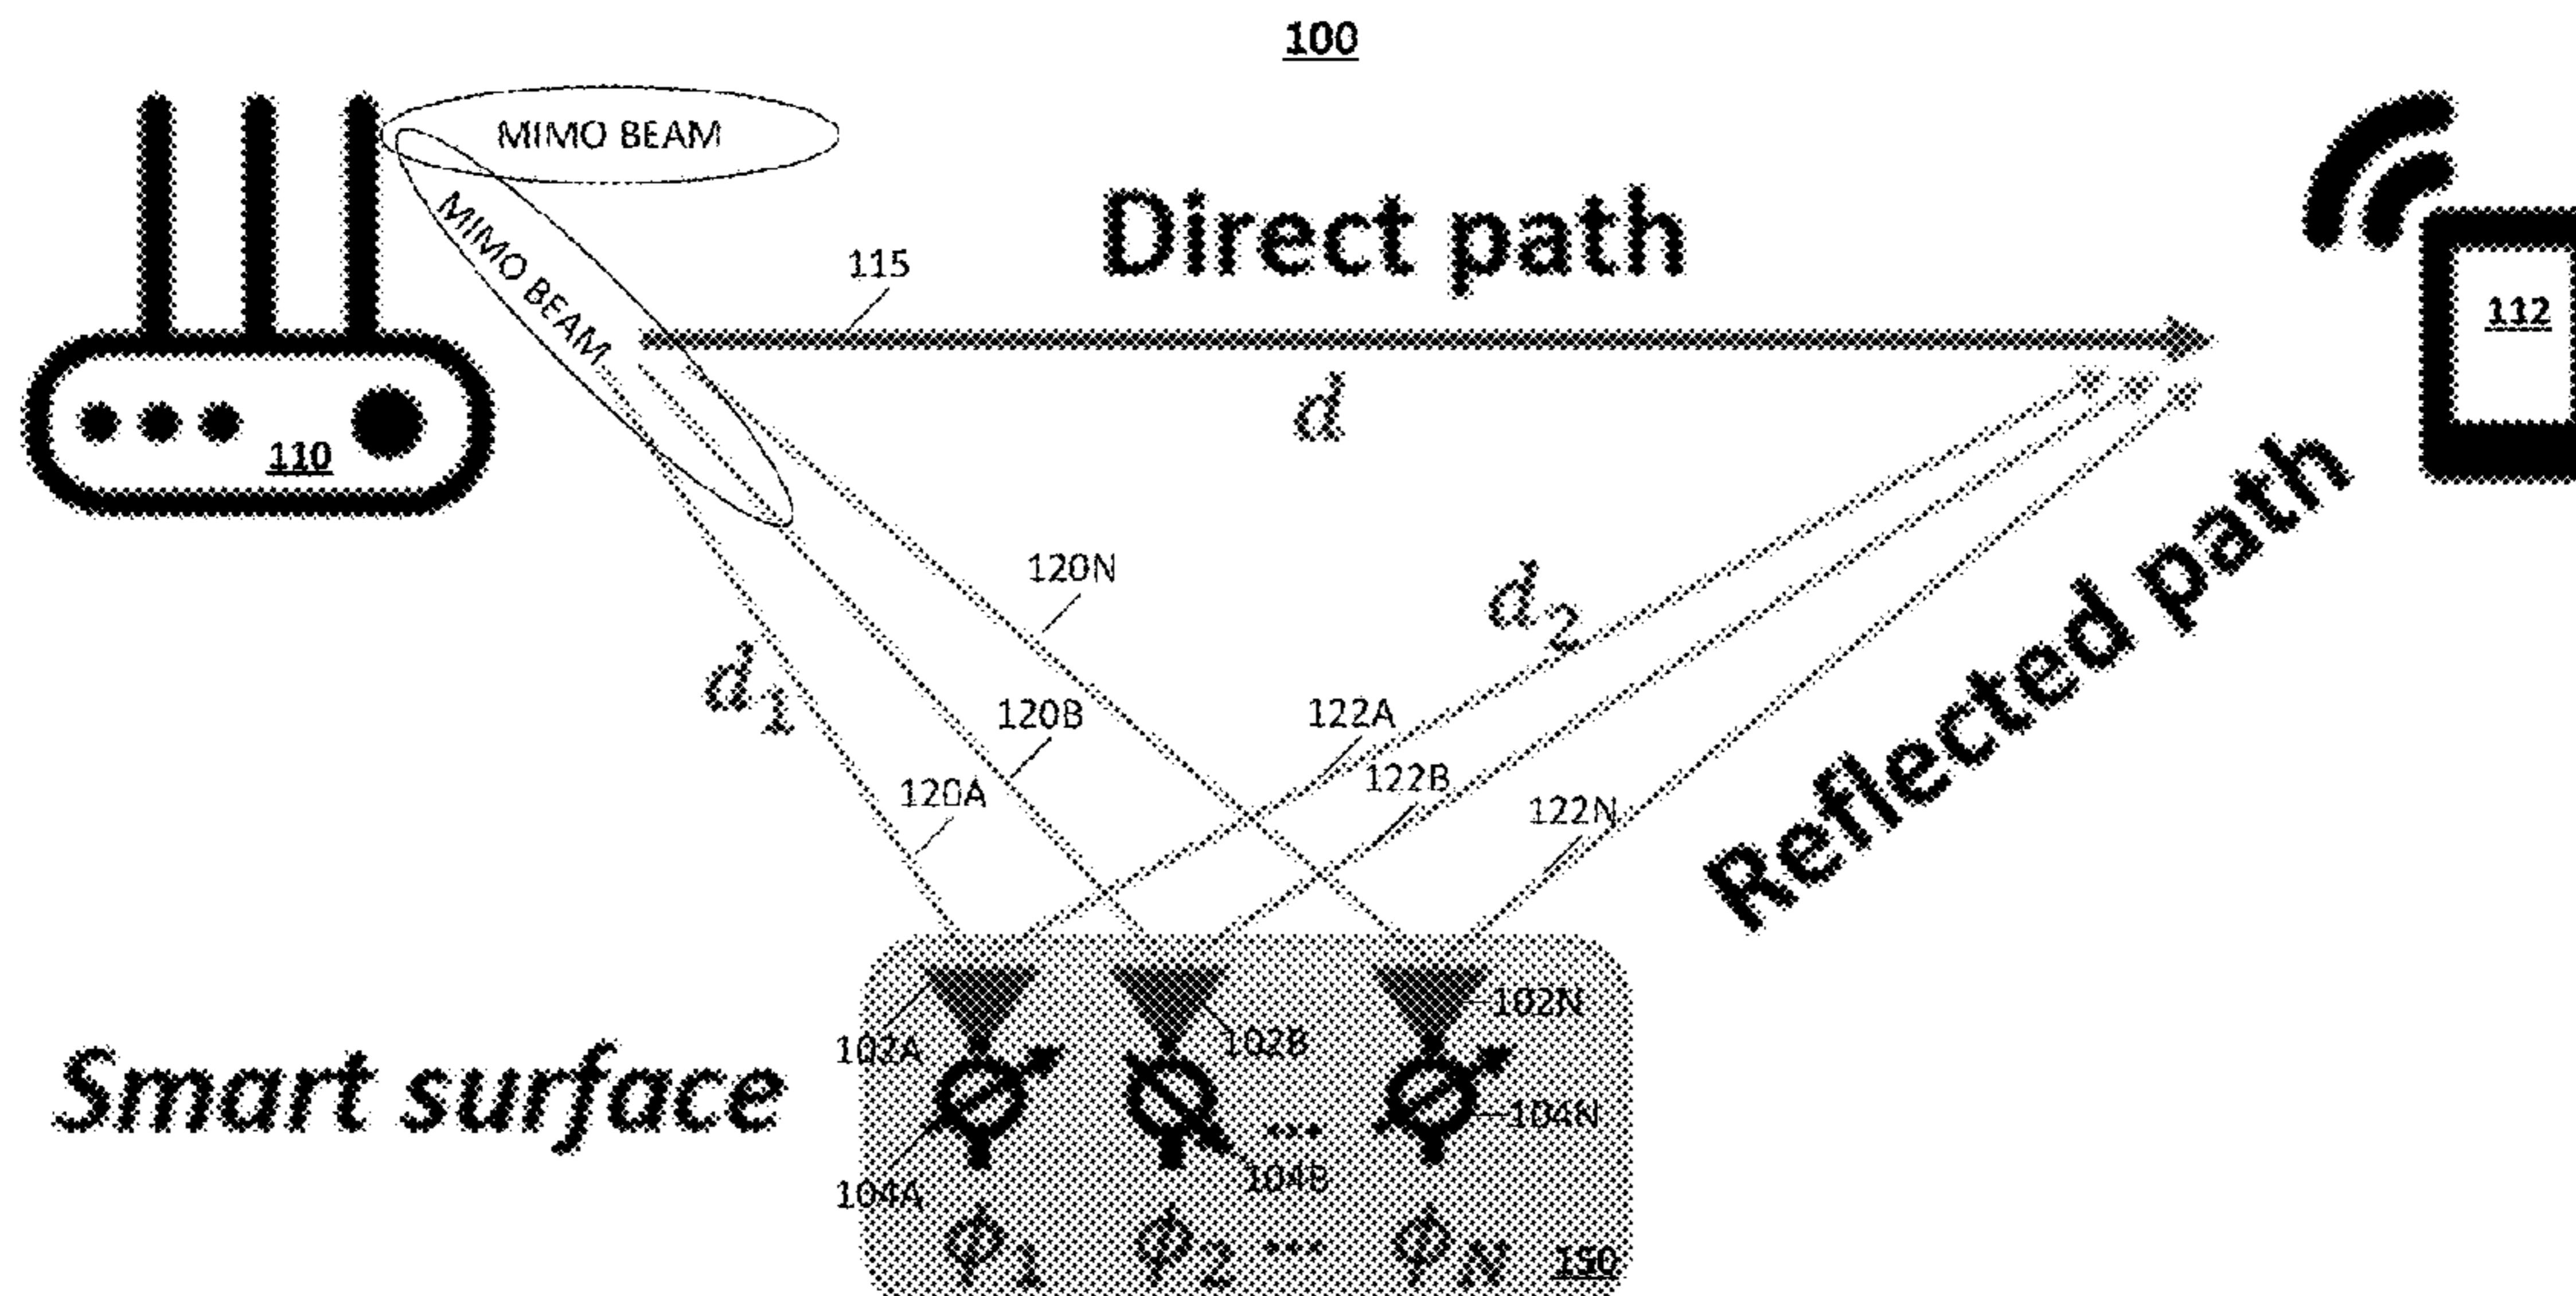 100
MIMO BEAM
MIMO BEAM
Direct path
115
112
d
110
120N
d2
d1
120B
122A
122B
120A
122N
Reflected path
102N
102A
102B
Smart surface
104N
104B
104A
ϕ1 ϕ2 ... ϕN
150